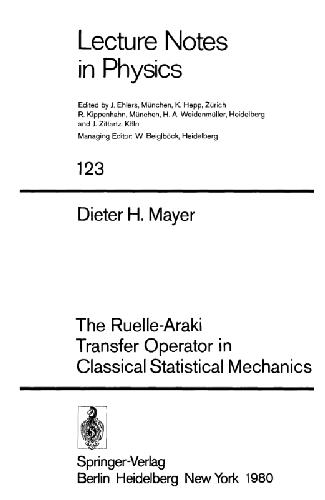 Lecture Notes
in Physics
Edited by J. Ehlers, München, K. Hepp, Zürich
R. Kippenhahn, München, H. A. Weidenmüller, Heidelberg
and J. Zittartz, Köln
Managing Editor: W. Beiglböck, Heidelberg
123
Dieter H. Mayer
The Ruelle-Araki
Transfer Operator in
Classical Statistical Mechanics
Springer-Verlag
Berlin Heidelberg New York 1980